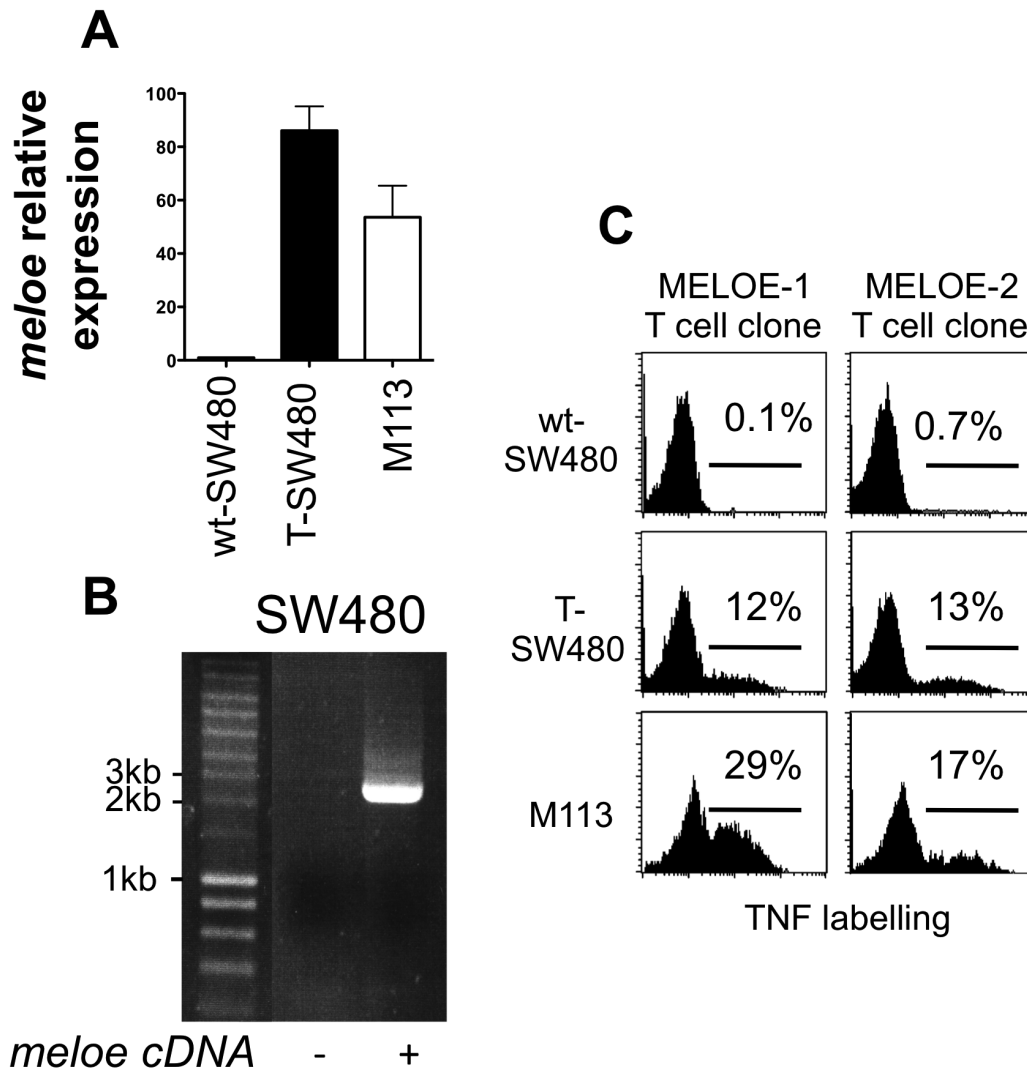 A
meloe relative
expression
100
80
60
40
20
0
wt-SW480
T-SW480
M113
B
SW480
3kb
2kb
1kb
meloe cDNA - +
C
MELOE-1
T cell clone
MELOE-2
T cell clone
wt-
SW480
0.1%
0.7%
T-
SW480
12%
13%
M113
29%
17%
TNF labelling